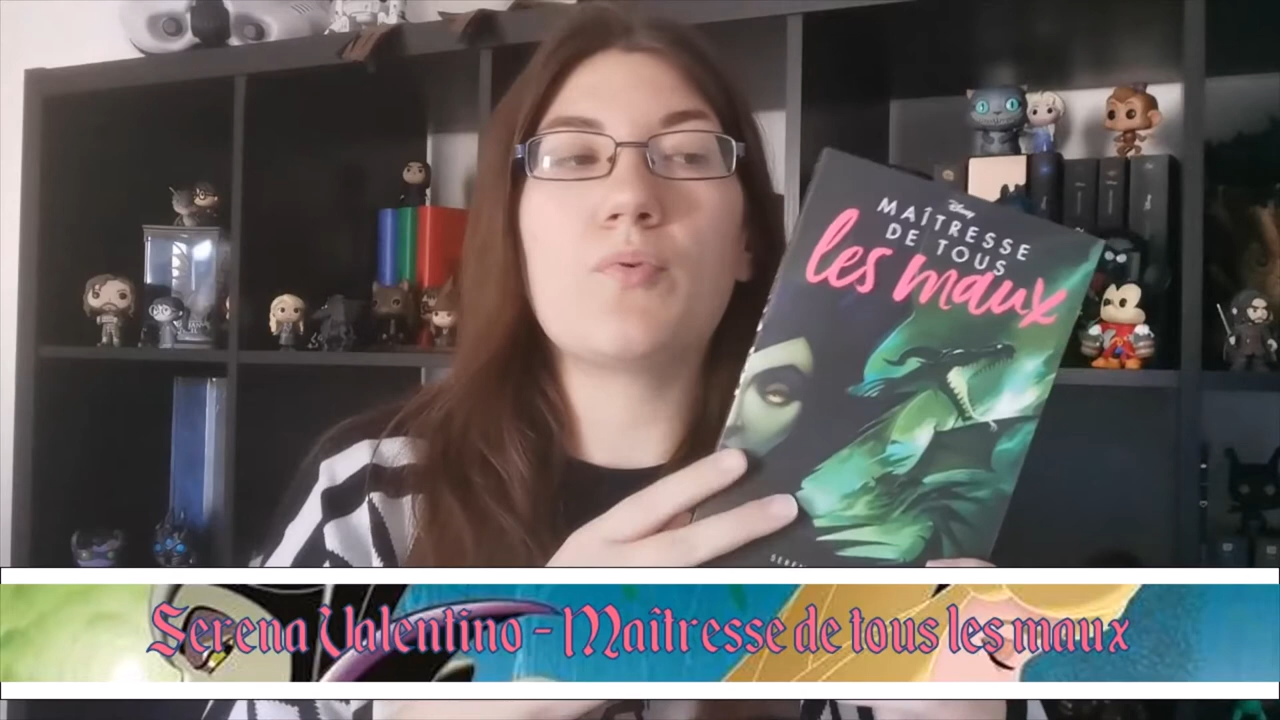 Disney
MAÎTRESSE
DE TOUS
les maux
Serena Valentino - Maîtresse de tous les maux